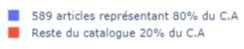 589 articles représentant 80% du C.A
Reste du catalogue 20% du C.A